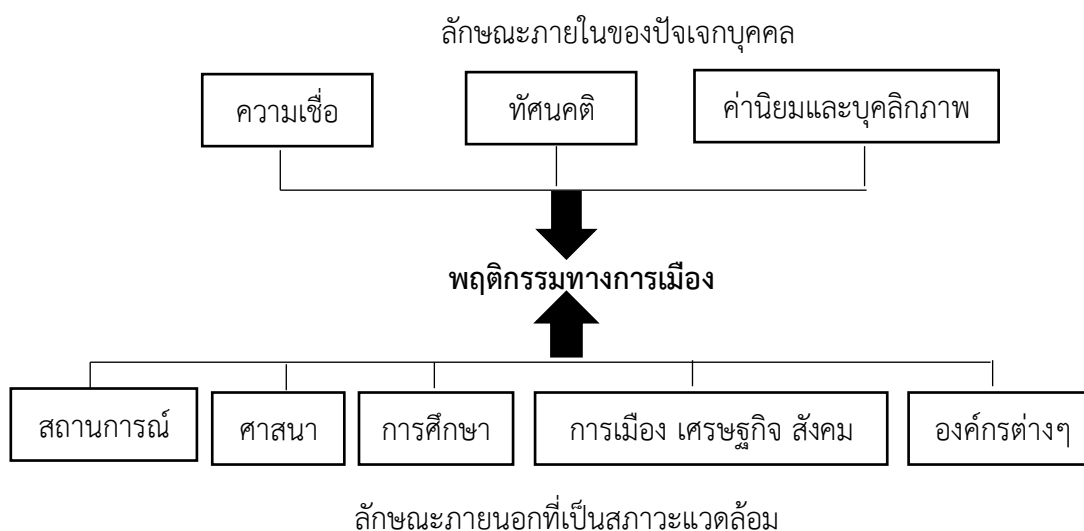 ลักษณะภายในของปัจเจกบุคคล
ความเชื่อ
ทัศนคติ
ค่านิยมและบุคลิกภาพ
พฤติกรรมทางการเมือง
สถานการณ์
ศาสนา
การศึกษา
การเมือง เศรษฐกิจ สังคม
องค์กรต่างๆ
ลักษณะภายนอกที่เป็นสภาวะแวดล้อม